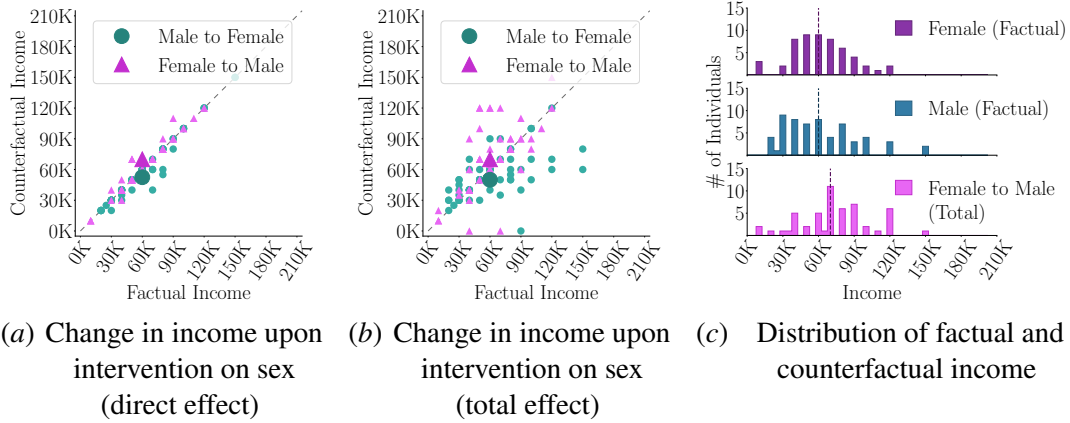 Counterfactual Income
210K
180K
150K
120K
90K
60K
30K
0K
Male to Female
Female to Male
0K 30K 60K 90K 120K 150K 180K 210K
Factual Income
(a) Change in income upon
intervention on sex
(direct effect)
Counterfactual Income
210K
180K
150K
120K
90K
60K
30K
0K
Male to Female
Female to Male
0K 30K 60K 90K 120K 150K 180K 210K
Factual Income
(b) Change in income upon
intervention on sex
(total effect)
# of Individuals
15
10
5
Female (Factual)
15
10
5
Male (Factual)
15
10
5
Female to Male
(Total)
0K 30K 60K 90K 120K 150K 180K 210K
Income
(c) Distribution of factual and
counterfactual income